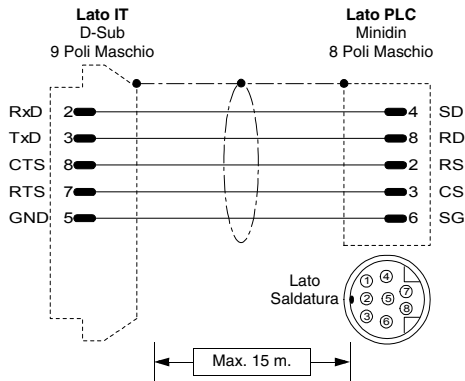 Lato IT
D-Sub
9 Poli Maschio
Lato PLC
Minidin
8 Poli Maschio
RxD 2 4 SD
TxD 3 8 RD
CTS 8 2 RS
RTS 7 3 CS
GND 5 6 SG
Lato
Saldatura
1 4 7
2 5
8
3 6
Max. 15 m.